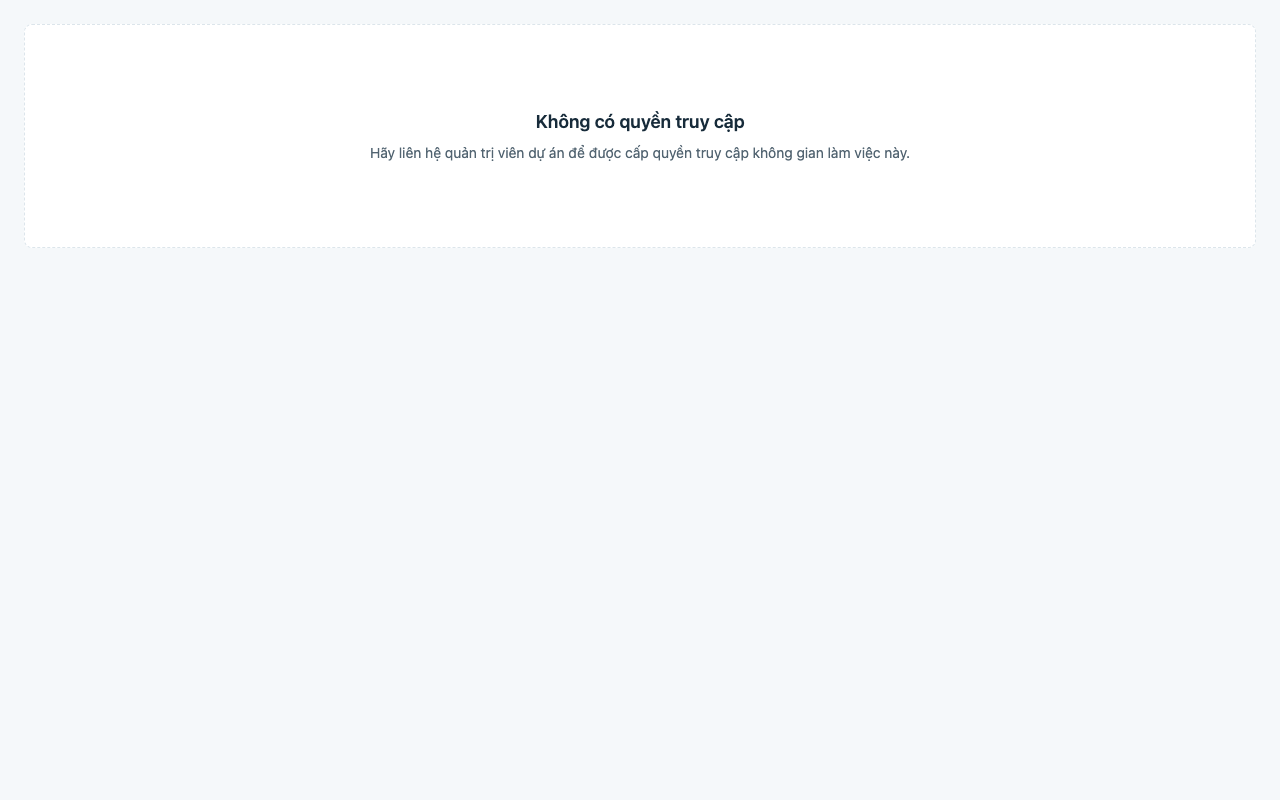 Không có quyền truy cập
Hãy liên hệ quản trị viên dự án để được cấp quyền truy cập không gian làm việc này.